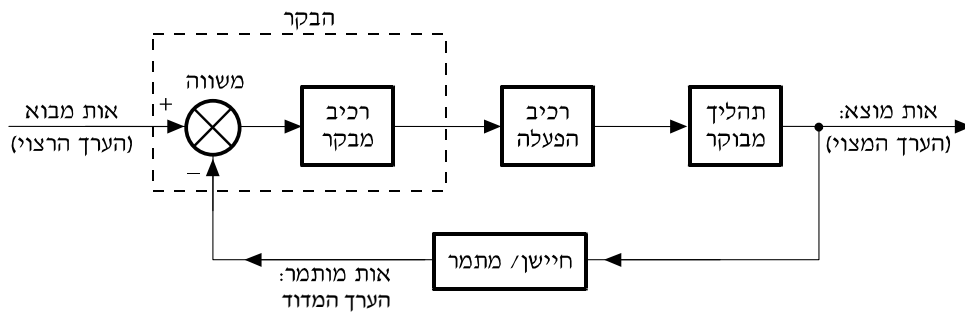 הבקר
משווה
אות מבוא
(הערך הרצוי)
+
−
רכיב
מבקר
רכיב
הפעלה
תהליך
מבוקר
אות מוצא:
(הערך המצוי)
חיישן/ מתמר
אות מותמר:
הערך המדוד